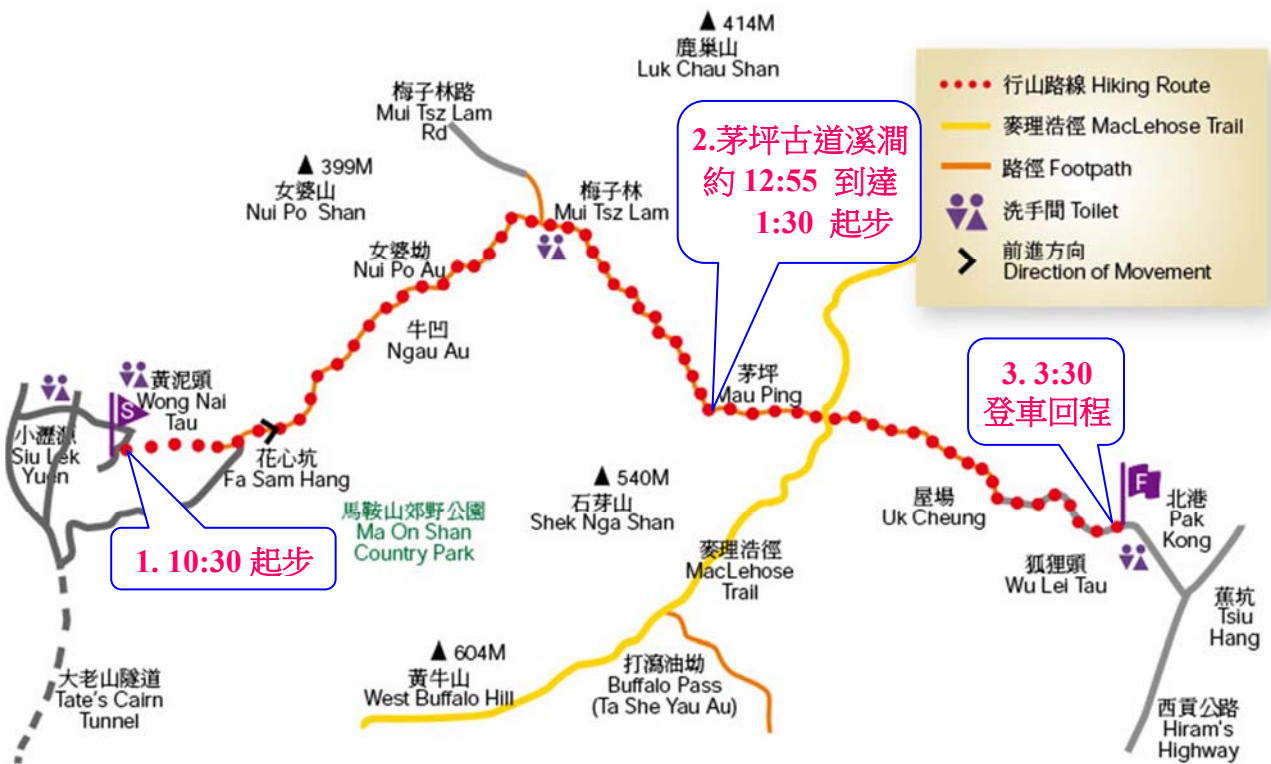 ▲ 414M
鹿巢山
Luk Chau Shan
行山路線 Hiking Route
麥理浩徑 MacLehose Trail
路徑 Footpath
洗手間 Toilet
前進方向
Direction of Movement
梅子林路
Mui Tsz Lam
Rd
2.茅坪古道溪澗
約 12:55 到達
1:30 起步
▲ 399M
女婆山
Nui Po Shan
梅子林
Mui Tsz Lam
女婆坳
Nui Po Au
牛凹
Ngau Au
茅坪
Mau Ping
3. 3:30
登車回程
黃泥頭
Wong Nai
Tau
S
小瀝源
Siu Lek
Yuen
花心坑
Fa Sam Hang
1. 10:30 起步
馬鞍山郊野公園
Ma On Shan
Country Park
▲ 540M
石芽山
Shek Nga Shan
麥理浩徑
MacLehose
Trail
屋場
Uk Cheung
F
北港
Pak
Kong
狐狸頭
Wu Lei Tau
蕉坑
Tsiu
Hang
大老山隧道
Tate's Cairn
Tunnel
▲ 604M
黃牛山
West Buffalo Hill
打瀉油坳
Buffalo Pass
(Ta She Yau Au)
西貢公路
Hiram's
Highway